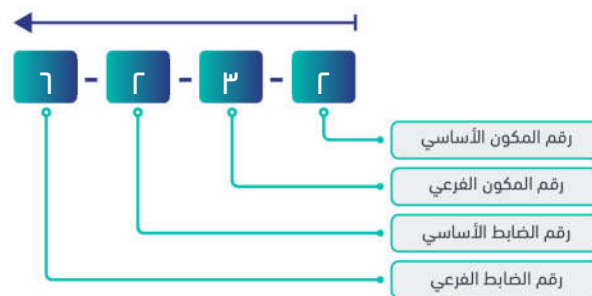 ٢ - ٣ - ٢ - ٦
رقم المكون الأساسي
رقم المكون الفرعي
رقم الضابط الأساسي
رقم الضابط الفرعي